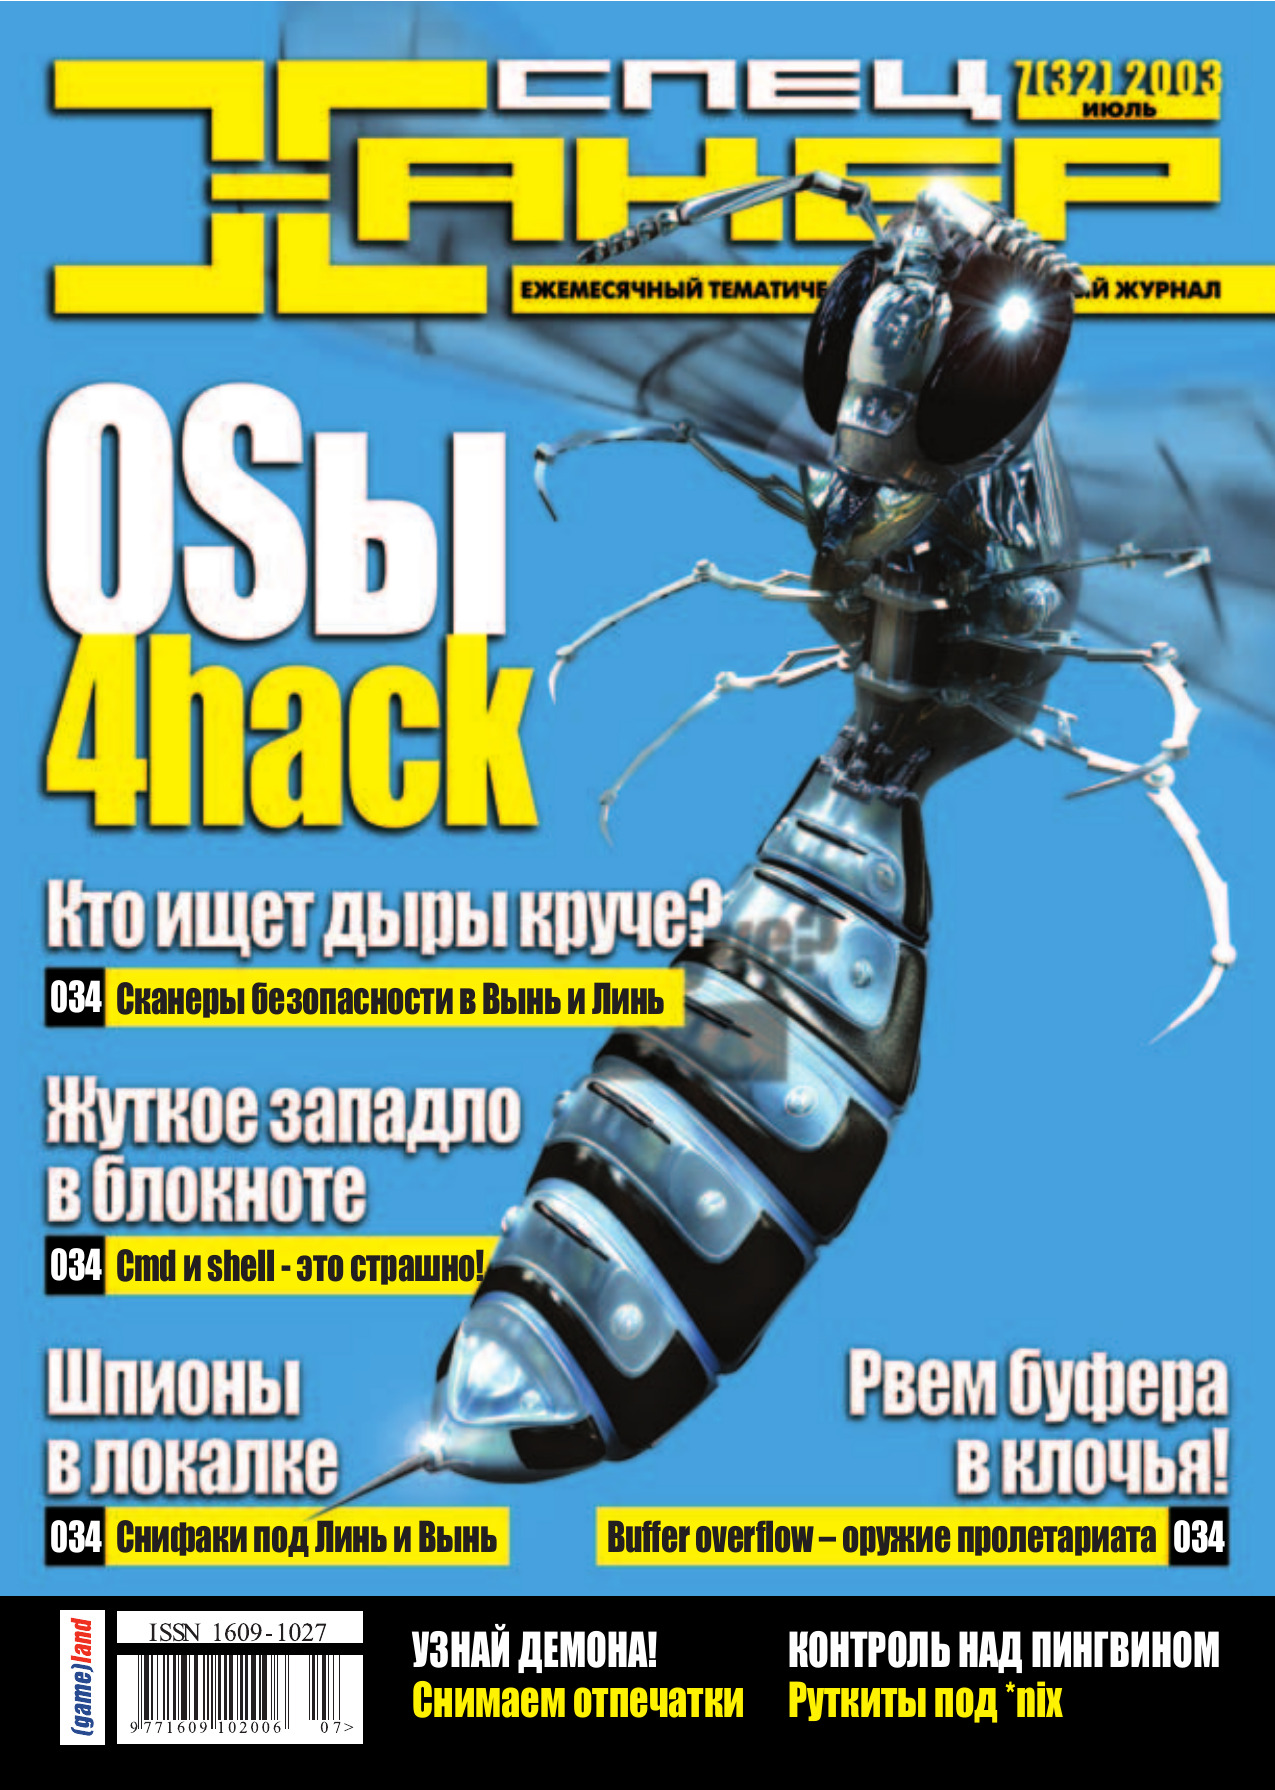 СПЕЦ
7(32) 2003
ИЮЛЬ
ХАКЕР
ЕЖЕМЕСЯЧНЫЙ ЖУРНАЛ
OSЫ
4hack
Кто ищет дыры круче?
034 Сканеры безопасности в Вынь и Линь
Жуткое западло
в блокноте
034 Cmd и shell - это страшно!
Шпионы
в локалке
034 Снифаки под Линь и Вынь
Рвем буфера
в клочья!
Buffer overflow – оружие пролетариата 034
(game)land
ISSN 1609-1027
9 771609 102006 07>
УЗНАЙ ДЕМОНА!
Снимаем отпечатки
КОНТРОЛЬ НАД ПИНГВИНОМ
Руткиты под *nix